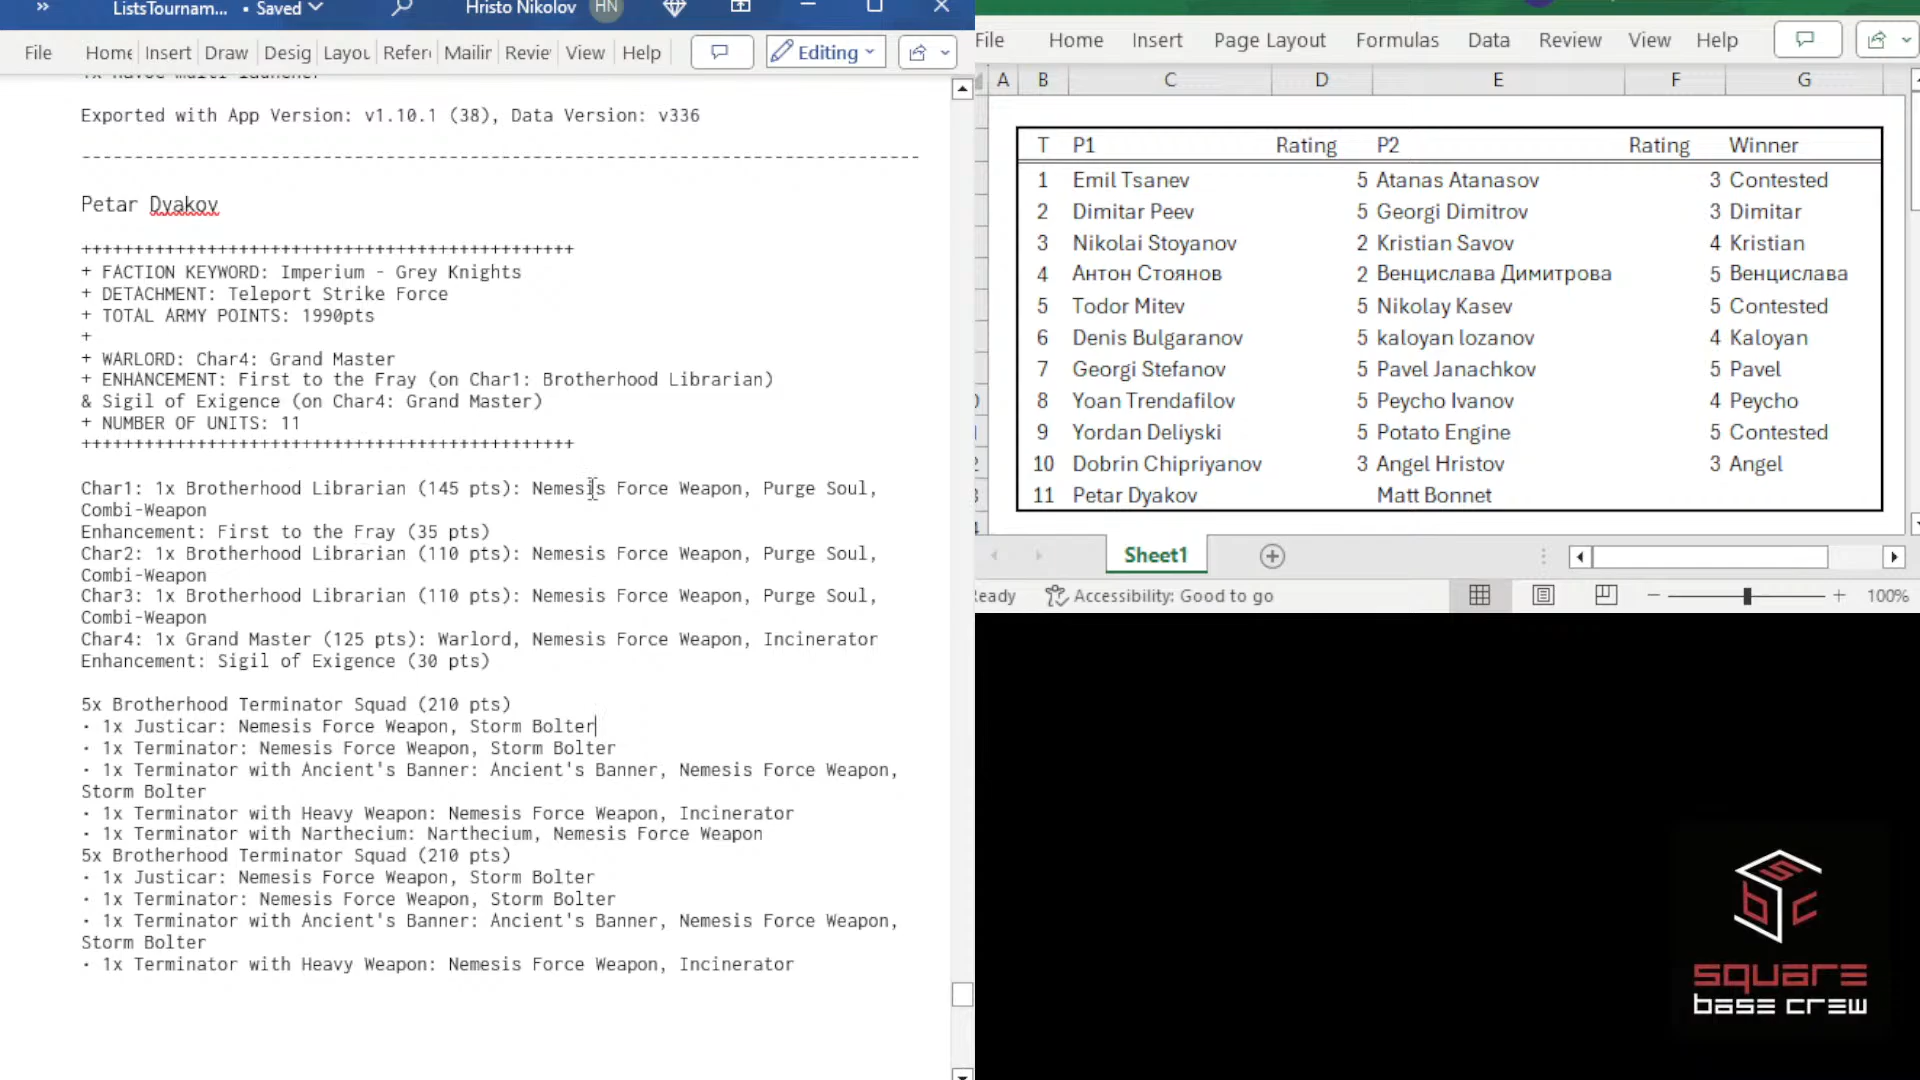 ListsTournam... • Saved
Hristo Nikolov HN
File Home Insert Draw Desig Layou Refer Mailin Revie View Help Editing
Exported with App Version: v1.10.1 (38), Data Version: v336
--------------------------------------------------------------------------------
Petar Dyakov
+++++++++++++++++++++++++++++++++++++++++++++++
+ FACTION KEYWORD: Imperium - Grey Knights
+ DETACHMENT: Teleport Strike Force
+ TOTAL ARMY POINTS: 1990pts
+
+ WARLORD: Char4: Grand Master
+ ENHANCEMENT: First to the Fray (on Char1: Brotherhood Librarian)
& Sigil of Exigence (on Char4: Grand Master)
+ NUMBER OF UNITS: 11
+++++++++++++++++++++++++++++++++++++++++++++++
Char1: 1x Brotherhood Librarian (145 pts): Nemesis Force Weapon, Purge Soul,
Combi-Weapon
Enhancement: First to the Fray (35 pts)
Char2: 1x Brotherhood Librarian (110 pts): Nemesis Force Weapon, Purge Soul,
Combi-Weapon
Char3: 1x Brotherhood Librarian (110 pts): Nemesis Force Weapon, Purge Soul,
Combi-Weapon
Char4: 1x Grand Master (125 pts): Warlord, Nemesis Force Weapon, Incinerator
Enhancement: Sigil of Exigence (30 pts)
5x Brotherhood Terminator Squad (210 pts)
• 1x Justicar: Nemesis Force Weapon, Storm Bolter
• 1x Terminator: Nemesis Force Weapon, Storm Bolter
• 1x Terminator with Ancient's Banner: Ancient's Banner, Nemesis Force Weapon,
Storm Bolter
• 1x Terminator with Heavy Weapon: Nemesis Force Weapon, Incinerator
• 1x Terminator with Narthecium: Narthecium, Nemesis Force Weapon
5x Brotherhood Terminator Squad (210 pts)
• 1x Justicar: Nemesis Force Weapon, Storm Bolter
• 1x Terminator: Nemesis Force Weapon, Storm Bolter
• 1x Terminator with Ancient's Banner: Ancient's Banner, Nemesis Force Weapon,
Storm Bolter
• 1x Terminator with Heavy Weapon: Nemesis Force Weapon, Incinerator
File Home Insert Page Layout Formulas Data Review View Help
A B C D E F G
T P1 Rating P2 Rating Winner
1 Emil Tsanev 5 Atanas Atanasov 3 Contested
2 Dimitar Peev 5 Georgi Dimitrov 3 Dimitar
3 Nikolai Stoyanov 2 Kristian Savov 4 Kristian
4 Антон Стоянов 2 Венцислава Димитрова 5 Венцислава
5 Todor Mitev 5 Nikolay Kasev 5 Contested
6 Denis Bulgaranov 5 kaloyan lozanov 4 Kaloyan
7 Georgi Stefanov 5 Pavel Janachkov 5 Pavel
8 Yoan Trendafilov 5 Peycho Ivanov 4 Peycho
9 Yordan Deliyski 5 Potato Engine 5 Contested
10 Dobrin Chipriyanov 3 Angel Hristov 3 Angel
11 Petar Dyakov Matt Bonnet
Sheet1
eady Accessibility: Good to go 100%
sbc
square
base crew